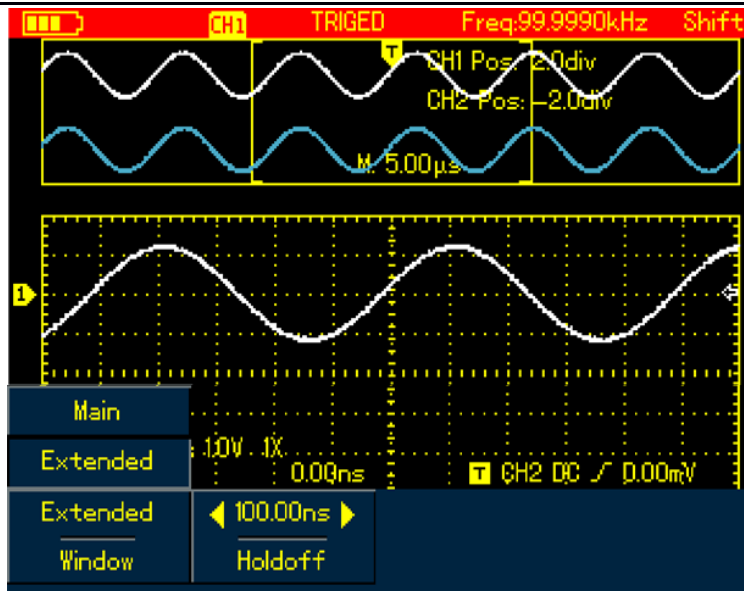 CH1 TRIGED Freq:99.9990kHz Shift
T CH1 Pos: 2.0div
CH2 Pos: -2.0div
M: 5.00μs
1
Main
: 1.0V 1X
Extended
0.00ns T CH2 DC 0.00mV
Extended 100.00ns
Window Holdoff